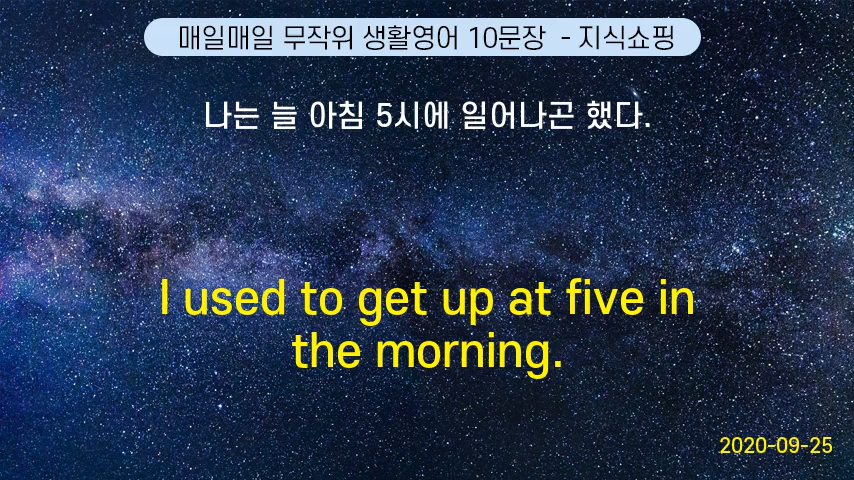 매일매일 무작위 생활영어 10문장 - 지식쇼핑
나는 늘 아침 5시에 일어나곤 했다.
I used to get up at five in
the morning.
2020-09-25